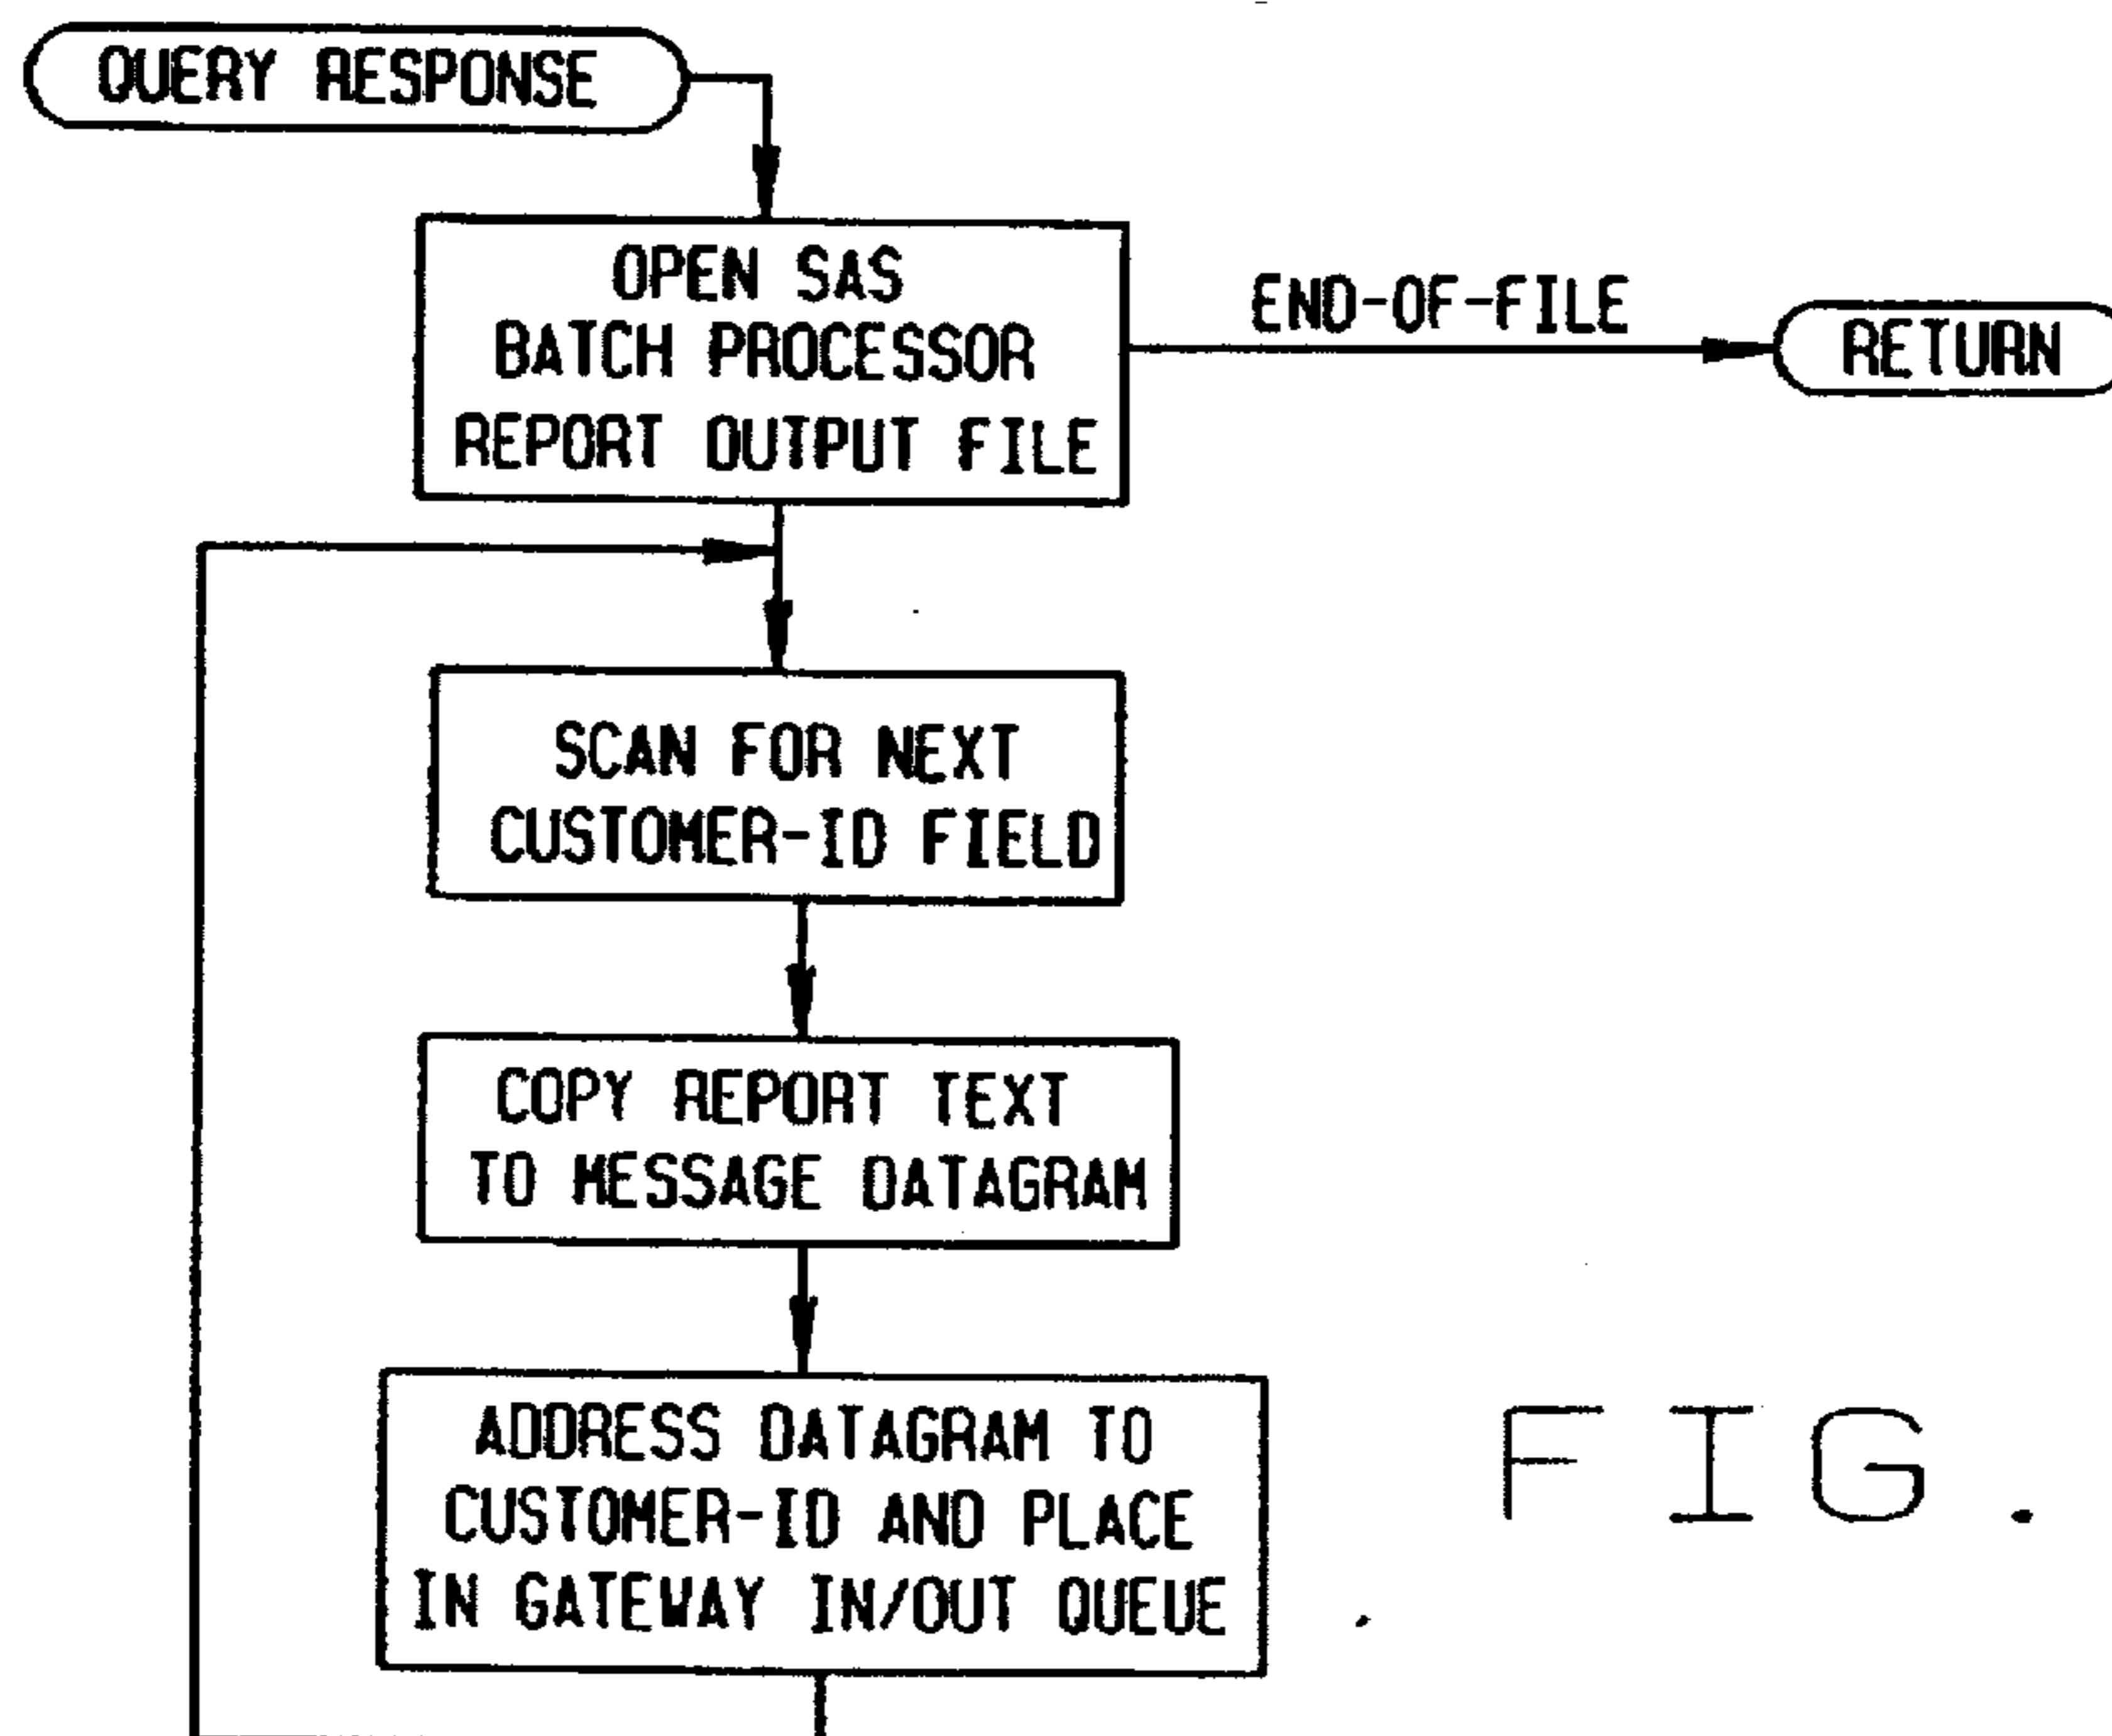 QUERY RESPONSE
OPEN SAS
BATCH PROCESSOR
REPORT OUTPUT FILE
END-OF-FILE
RETURN
SCAN FOR NEXT
CUSTOMER-ID FIELD
COPY REPORT TEXT
TO MESSAGE DATAGRAM
ADDRESS DATAGRAM TO
CUSTOMER-ID AND PLACE
IN GATEWAY IN/OUT QUEUE
FIG.